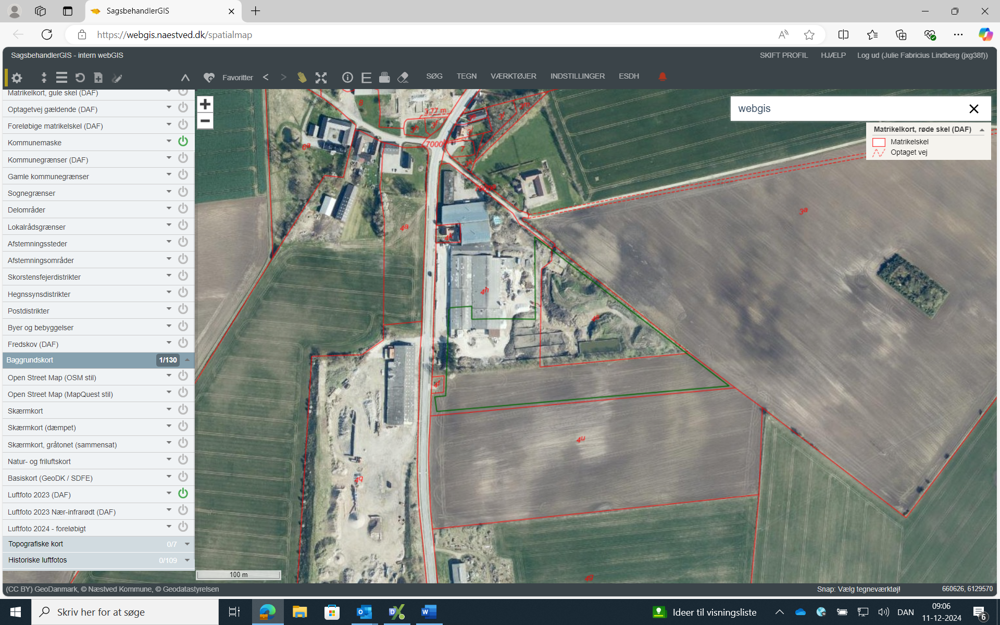 SagsbehandlerGIS
https://webgis.naestved.dk/spatialmap
SagsbehandlerGIS - intern webGIS
SKIFT PROFIL
HJÆLP
Log ud (Julie Fabricius Lindberg (jxg38f))
Favoritter
SØG
TEGN
VÆRKTØJER
INDSTILLINGER
ESDH
Matrikelkort, gule skel (DAF)
Optagetvej gældende (DAF)
Foreløbige matrikelskel (DAF)
Kommunemaske
Kommunegrænser (DAF)
Gamle kommunegrænser
Sognegrænser
Delområder
Lokalrådsgrænser
Afstemningssteder
Afstemningsområder
Skorstensfejerdistrikter
Hegnssynsdistrikter
Postdistrikter
Byer og bebyggelser
Fredskov (DAF)
Baggrundskort 1/130
Open Street Map (OSM stil)
Open Street Map (MapQuest stil)
Skærmkort
Skærmkort (dæmpet)
Skærmkort, gråtonet (sammensat)
Natur- og friluftskort
Basiskort (GeoDK / SDFE)
Luftfoto 2023 (DAF)
Luftfoto 2023 Nær-infrarødt (DAF)
Luftfoto 2024 - foreløbigt
Topografiske kort 0/7
Historiske luftfotos 0/109
webgis
Matrikelkort, røde skel (DAF)
Matrikelskel
Optaget vej
8
3,77 m
6a
7
3a
4a
4h
4u
4q
100 m
(CC BY) GeoDanmark, © Næstved Kommune, © Geodatastyrelsen
Snap: Vælg tegneværktøj!
660626, 6129570
Skriv her for at søge
Ideer til visningsliste
DAN
09:06
11-12-2024
6